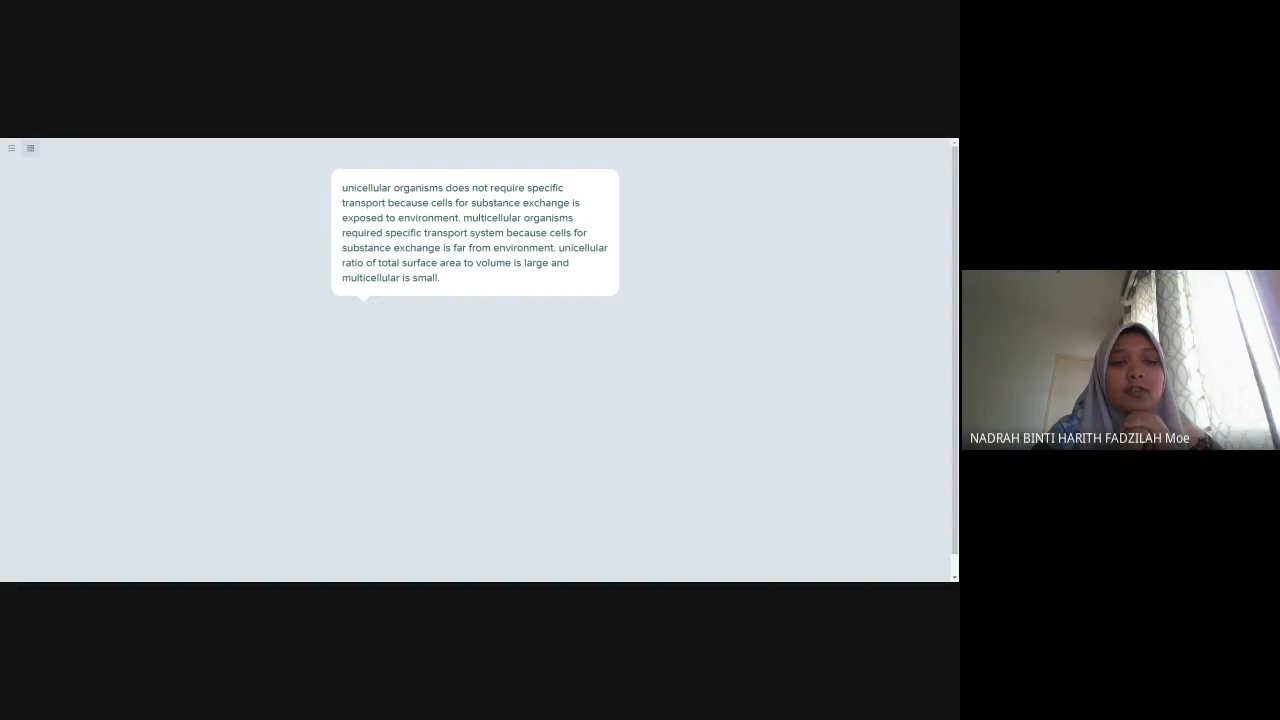 unicellular organisms does not require specific
transport because cells for substance exchange is
exposed to environment. multicellular organisms
required specific transport system because cells for
substance exchange is far from environment. unicellular
ratio of total surface area to volume is large and
multicellular is small.
NADRAH BINTI HARITH FADZILAH Moe